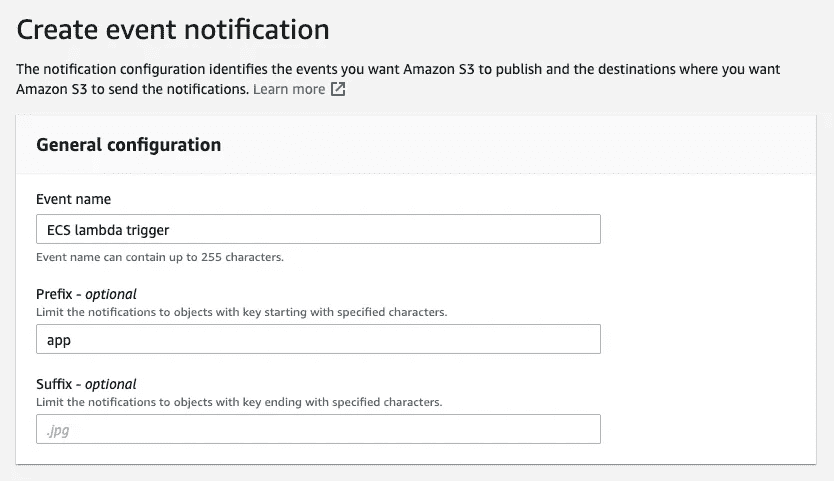 Create event notification
The notification configuration identifies the events you want Amazon S3 to publish and the destinations where you want
Amazon S3 to send the notifications. Learn more
General configuration
Event name
ECS lambda trigger
Event name can contain up to 255 characters.
Prefix - optional
Limit the notifications to objects with key starting with specified characters.
app
Suffix - optional
Limit the notifications to objects with key ending with specified characters.
.jpg